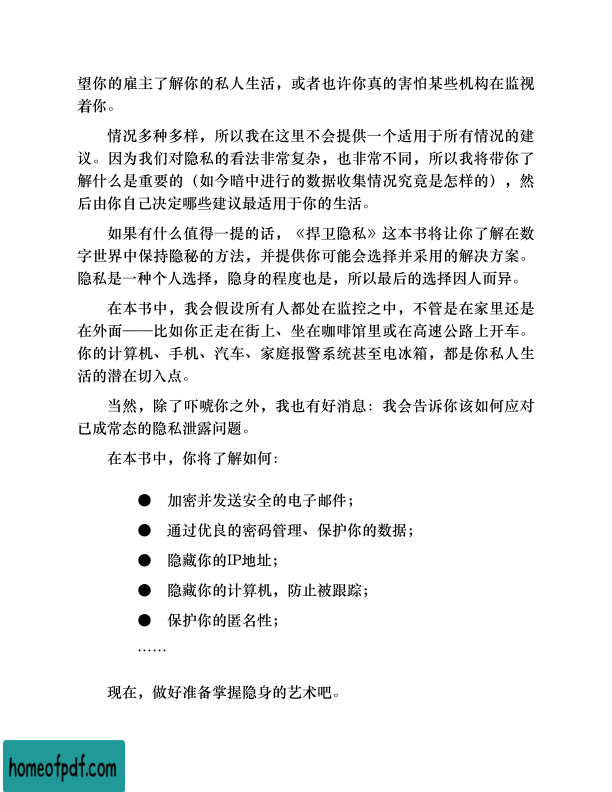 望你的雇主了解你的私人生活，或者也许你真的害怕某些机构在监视
着你。
情况多种多样，所以我在这里不会提供一个适用于所有情况的建
议。因为我们对隐私的看法非常复杂，也非常不同，所以我将带你了
解什么是重要的（如今暗中进行的数据收集情况究竟是怎样的），然
后由你自己决定哪些建议最适用于你的生活。
如果有什么值得一提的话，《捍卫隐私》这本书将让你了解在数
字世界中保持隐秘的方法，并提供你可能会选择并采用的解决方案。
隐私是一种个人选择，隐身的程度也是，所以最后的选择因人而异。
在本书中，我会假设所有人都处在监控之中，不管是在家里还是
在外面——比如你正走在街上、坐在咖啡馆里或在高速公路上开车。
你的计算机、手机、汽车、家庭报警系统甚至电冰箱，都是你私人生
活的潜在切入点。
当然，除了吓唬你之外，我也有好消息：我会告诉你该如何应对
已成常态的隐私泄露问题。
在本书中，你将了解如何：
● 加密并发送安全的电子邮件；
● 通过优良的密码管理、保护你的数据；
● 隐藏你的IP地址；
● 隐藏你的计算机，防止被跟踪；
● 保护你的匿名性；
……
现在，做好准备掌握隐身的艺术吧。
homeofpdf.com